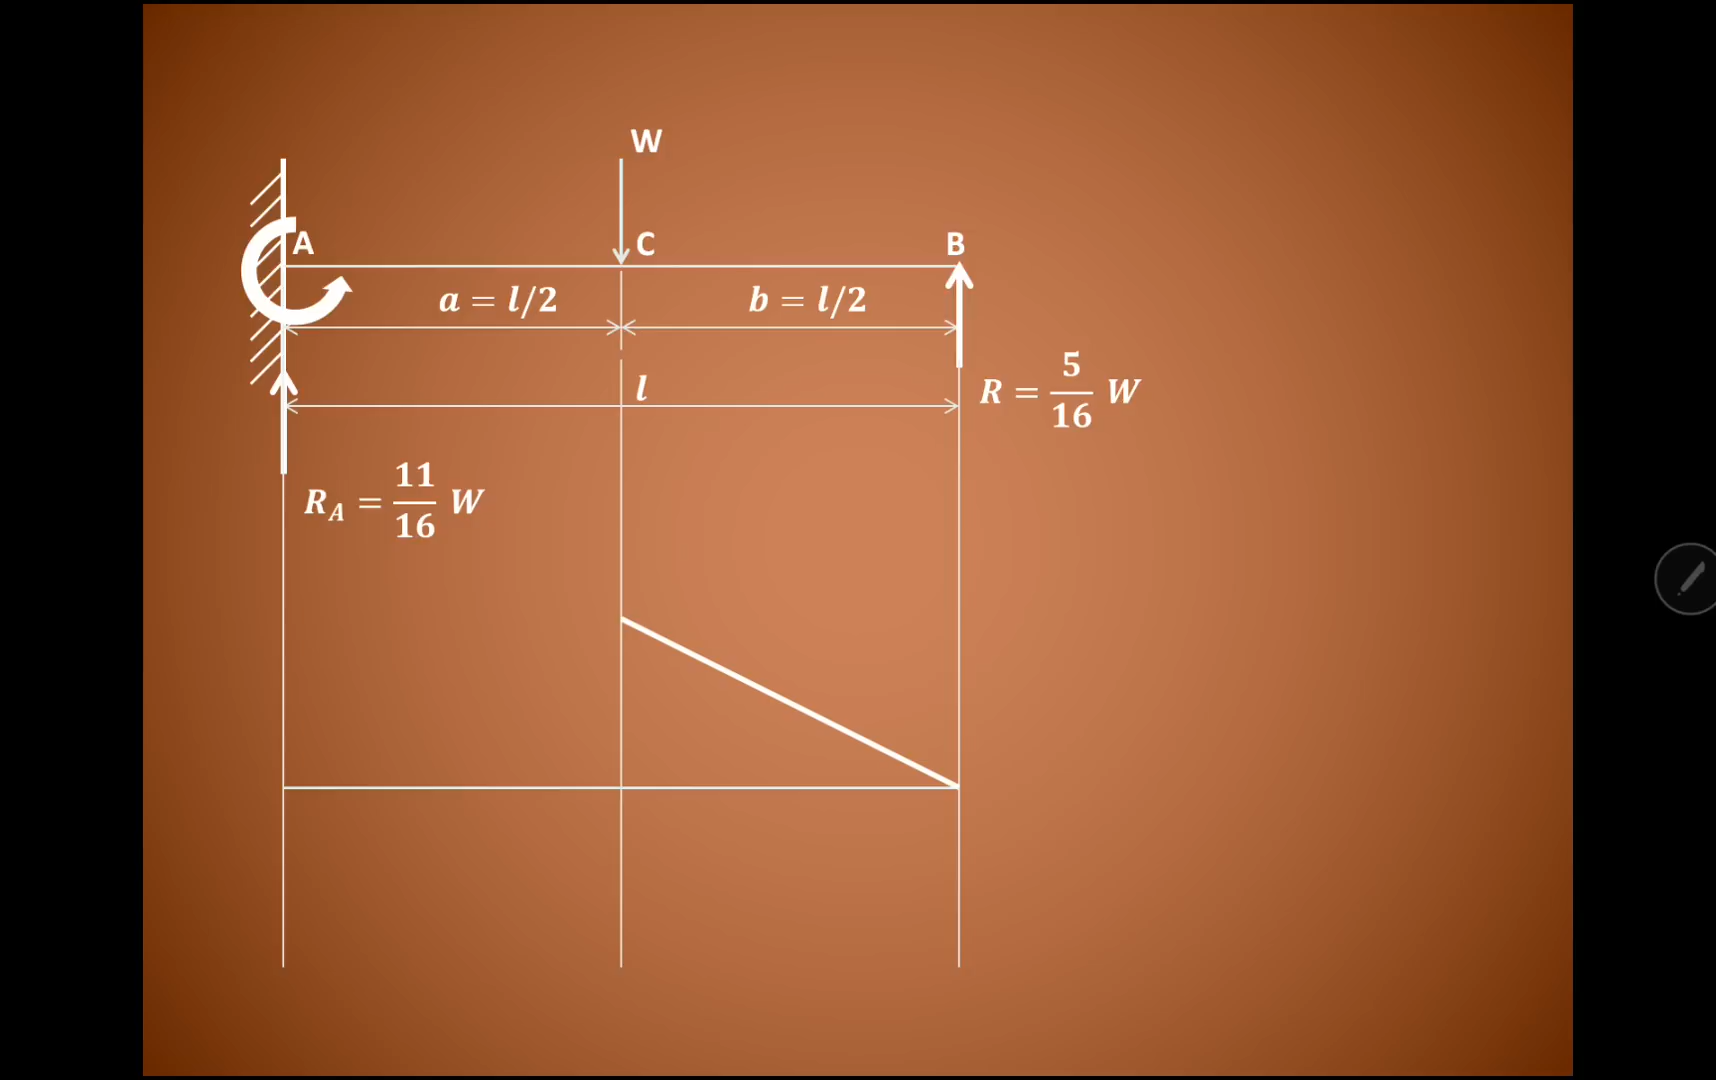 W
A
C
B
a = l/2
b = l/2
l
R = 5/16 W
R_A = 11/16 W